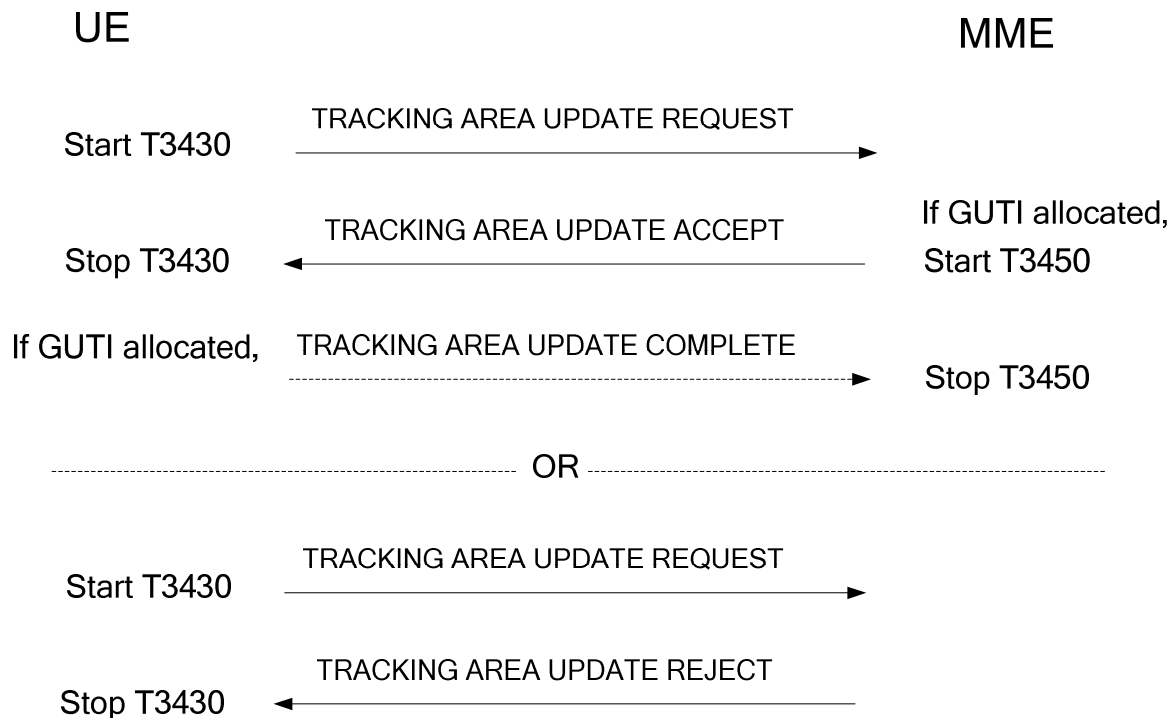 UE
MME
TRACKING AREA UPDATE REQUEST
Start T3430
If GUTI allocated,
TRACKING AREA UPDATE ACCEPT
Stop T3430
Start T3450
If GUTI allocated,
TRACKING AREA UPDATE COMPLETE
Stop T3450
OR
TRACKING AREA UPDATE REQUEST
Start T3430
TRACKING AREA UPDATE REJECT
Stop T3430